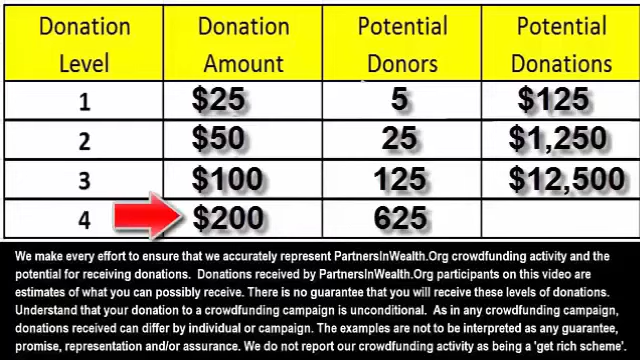 Donation Level Donation Amount Potential Donors Potential Donations
1 $25 5 $125
2 $50 25 $1,250
3 $100 125 $12,500
4 $200 625
We make every effort to ensure that we accurately represent PartnersInWealth.Org crowdfunding activity and the
potential for receiving donations. Donations received by PartnersInWealth.Org participants on this video are
estimates of what you can possibly receive. There is no guarantee that you will receive these levels of donations.
Understand that your donation to a crowdfunding campaign is unconditional. As in any crowdfunding campaign,
donations received can differ by individual or campaign. The examples are not to be interpreted as any guarantee,
promise, representation and/or assurance. We do not report our crowdfunding activity as being a 'get rich scheme'.